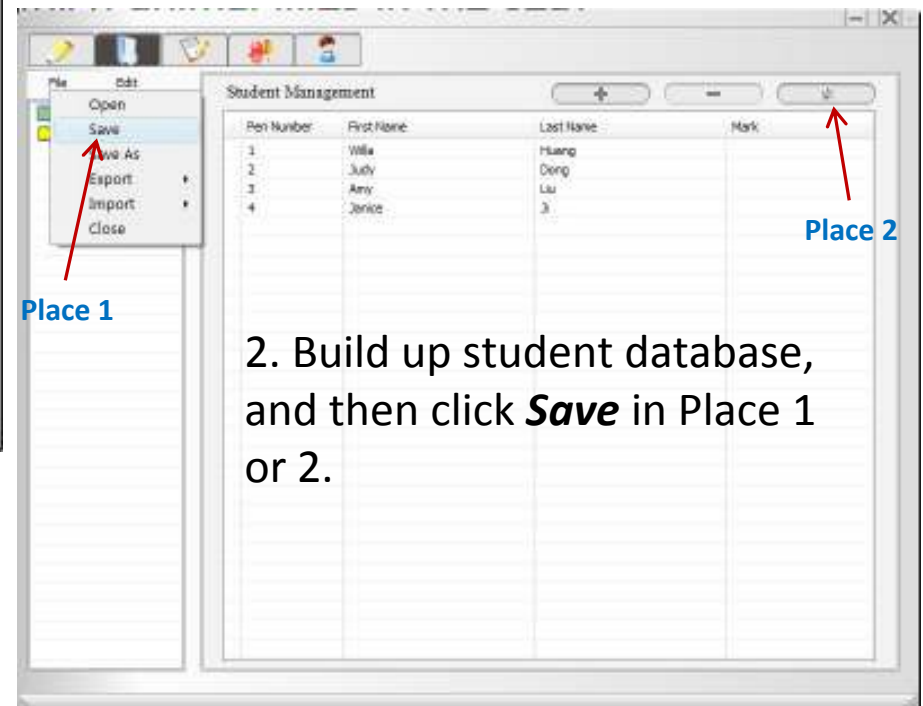 File Edit
Open
Save
Save As
Export
Import
Close
Student Management
Pen Number First Name Last Name Mark
1 Willa Huang
2 Judy Dong
3 Amy Liu
4 Janice Ji
Place 2
Place 1
2. Build up student database,
and then click Save in Place 1
or 2.